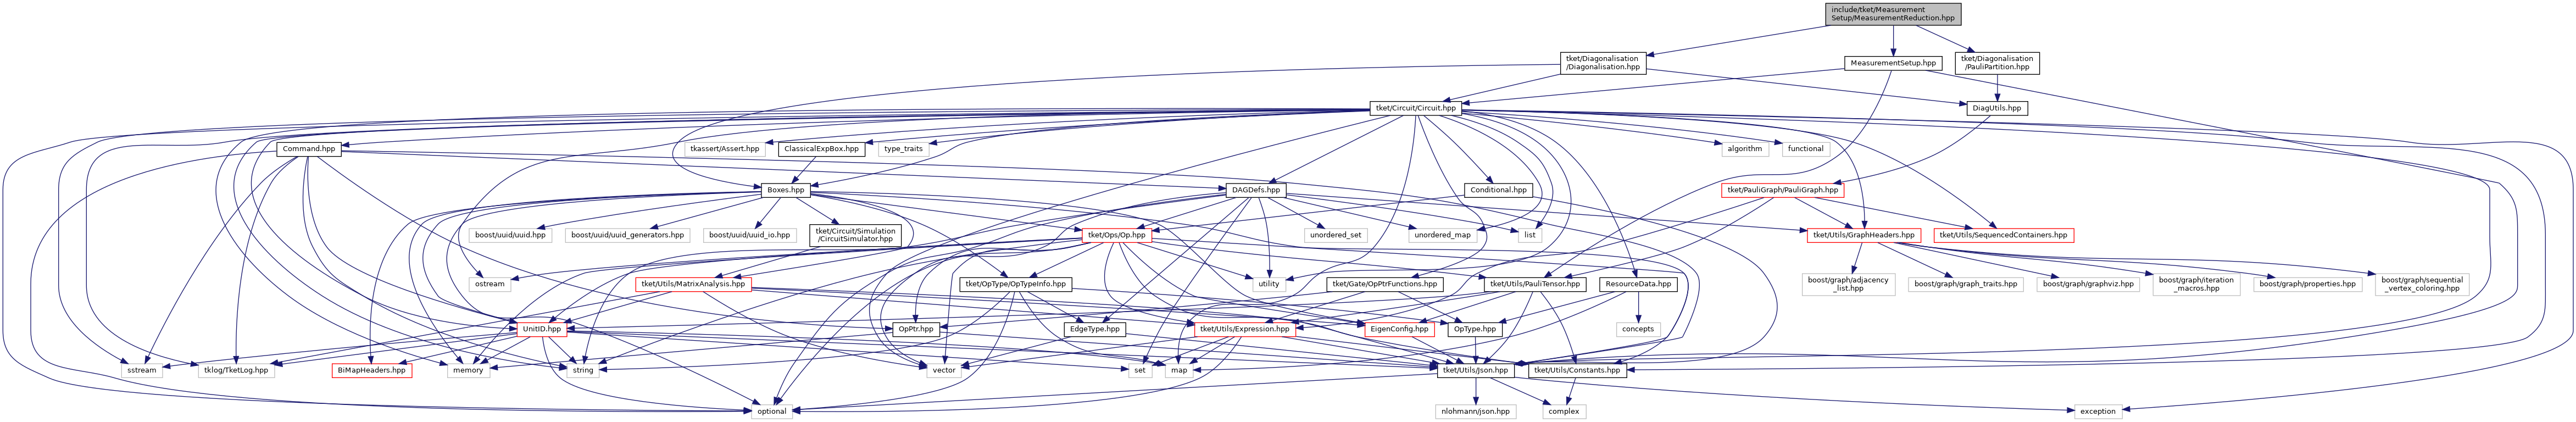 include/tket/Measurement
Setup/MeasurementReduction.hpp
tket/Diagonalisation
/Diagonalisation.hpp
MeasurementSetup.hpp
tket/Diagonalisation
/PauliPartition.hpp
tket/Circuit/Circuit.hpp
DiagUtils.hpp
Command.hpp
tkassert/Assert.hpp
ClassicalExpBox.hpp
type_traits
algorithm
functional
Boxes.hpp
DAGDefs.hpp
Conditional.hpp
tket/PauliGraph/PauliGraph.hpp
boost/uuid/uuid.hpp
boost/uuid/uuid_generators.hpp
boost/uuid/uuid_io.hpp
tket/Circuit/Simulation
/CircuitSimulator.hpp
tket/Ops/Op.hpp
unordered_set
unordered_map
list
tket/Utils/GraphHeaders.hpp
tket/Utils/SequencedContainers.hpp
ostream
tket/Utils/MatrixAnalysis.hpp
tket/OpType/OpTypeInfo.hpp
utility
tket/Gate/OpPtrFunctions.hpp
tket/Utils/PauliTensor.hpp
ResourceData.hpp
boost/graph/adjacency
_list.hpp
boost/graph/graph_traits.hpp
boost/graph/graphviz.hpp
boost/graph/iteration
_macros.hpp
boost/graph/properties.hpp
boost/graph/sequential
_vertex_coloring.hpp
UnitID.hpp
OpPtr.hpp
EdgeType.hpp
tket/Utils/Expression.hpp
EigenConfig.hpp
OpType.hpp
concepts
sstream
tklog/TketLog.hpp
BiMapHeaders.hpp
memory
string
vector
set
map
tket/Utils/Json.hpp
tket/Utils/Constants.hpp
optional
nlohmann/json.hpp
complex
exception